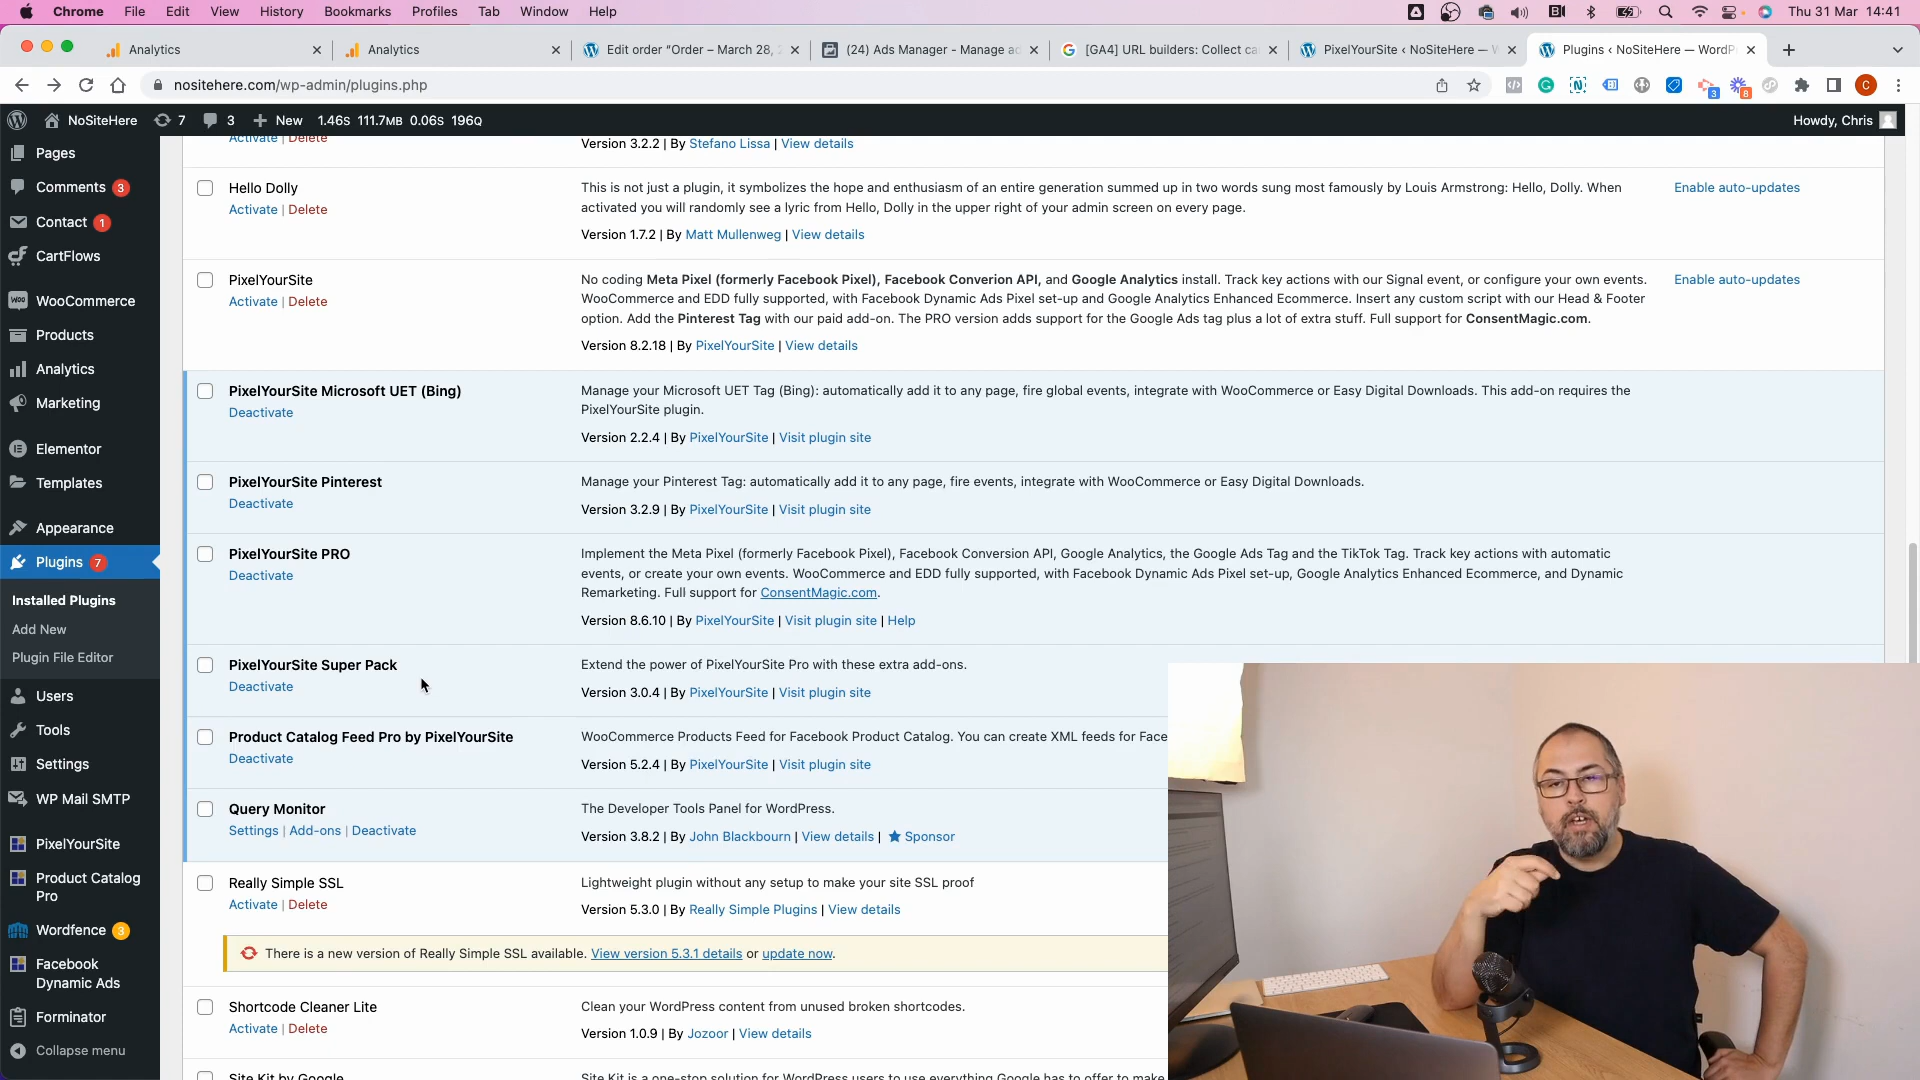 Chrome File Edit View History Bookmarks Profiles Tab Window Help
Thu 31 Mar 14:41
Analytics
Analytics
Edit order “Order – March 28,
(24) Ads Manager - Manage ad
[GA4] URL builders: Collect ca
PixelYourSite ‹ NoSiteHere — W
Plugins ‹ NoSiteHere — WordPr
nositehere.com/wp-admin/plugins.php
3
8
C
NoSiteHere 7 3 New 1.46S 111.7MB 0.06S 196Q
Howdy, Chris
Pages
Comments 3
Contact 1
CartFlows
WooCommerce
Products
Analytics
Marketing
Elementor
Templates
Appearance
Plugins 7
Installed Plugins
Add New
Plugin File Editor
Users
Tools
Settings
WP Mail SMTP
PixelYourSite
Product Catalog
Pro
Wordfence 3
Facebook
Dynamic Ads
Forminator
Collapse menu
Activate | Delete
Version 3.2.2 | By Stefano Lissa | View details
Hello Dolly
Activate | Delete
This is not just a plugin, it symbolizes the hope and enthusiasm of an entire generation summed up in two words sung most famously by Louis Armstrong: Hello, Dolly. When
activated you will randomly see a lyric from Hello, Dolly in the upper right of your admin screen on every page.
Version 1.7.2 | By Matt Mullenweg | View details
Enable auto-updates
PixelYourSite
Activate | Delete
No coding Meta Pixel (formerly Facebook Pixel), Facebook Converion API, and Google Analytics install. Track key actions with our Signal event, or configure your own events.
WooCommerce and EDD fully supported, with Facebook Dynamic Ads Pixel set-up and Google Analytics Enhanced Ecommerce. Insert any custom script with our Head & Footer
option. Add the Pinterest Tag with our paid add-on. The PRO version adds support for the Google Ads tag plus a lot of extra stuff. Full support for ConsentMagic.com.
Version 8.2.18 | By PixelYourSite | View details
Enable auto-updates
PixelYourSite Microsoft UET (Bing)
Deactivate
Manage your Microsoft UET Tag (Bing): automatically add it to any page, fire global events, integrate with WooCommerce or Easy Digital Downloads. This add-on requires the
PixelYourSite plugin.
Version 2.2.4 | By PixelYourSite | Visit plugin site
PixelYourSite Pinterest
Deactivate
Manage your Pinterest Tag: automatically add it to any page, fire events, integrate with WooCommerce or Easy Digital Downloads.
Version 3.2.9 | By PixelYourSite | Visit plugin site
PixelYourSite PRO
Deactivate
Implement the Meta Pixel (formerly Facebook Pixel), Facebook Conversion API, Google Analytics, the Google Ads Tag and the TikTok Tag. Track key actions with automatic
events, or create your own events. WooCommerce and EDD fully supported, with Facebook Dynamic Ads Pixel set-up, Google Analytics Enhanced Ecommerce, and Dynamic
Remarketing. Full support for ConsentMagic.com.
Version 8.6.10 | By PixelYourSite | Visit plugin site | Help
PixelYourSite Super Pack
Deactivate
Extend the power of PixelYourSite Pro with these extra add-ons.
Version 3.0.4 | By PixelYourSite | Visit plugin site
Product Catalog Feed Pro by PixelYourSite
Deactivate
WooCommerce Products Feed for Facebook Product Catalog. You can create XML feeds for Face
Version 5.2.4 | By PixelYourSite | Visit plugin site
Query Monitor
Settings | Add-ons | Deactivate
The Developer Tools Panel for WordPress.
Version 3.8.2 | By John Blackbourn | View details | Sponsor
Really Simple SSL
Activate | Delete
Lightweight plugin without any setup to make your site SSL proof
Version 5.3.0 | By Really Simple Plugins | View details
There is a new version of Really Simple SSL available. View version 5.3.1 details or update now.
Shortcode Cleaner Lite
Activate | Delete
Clean your WordPress content from unused broken shortcodes.
Version 1.0.9 | By Jozoor | View details
Site Kit by Google
Site Kit is a one-stop solution for WordPress users to use everything Google has to offer to make